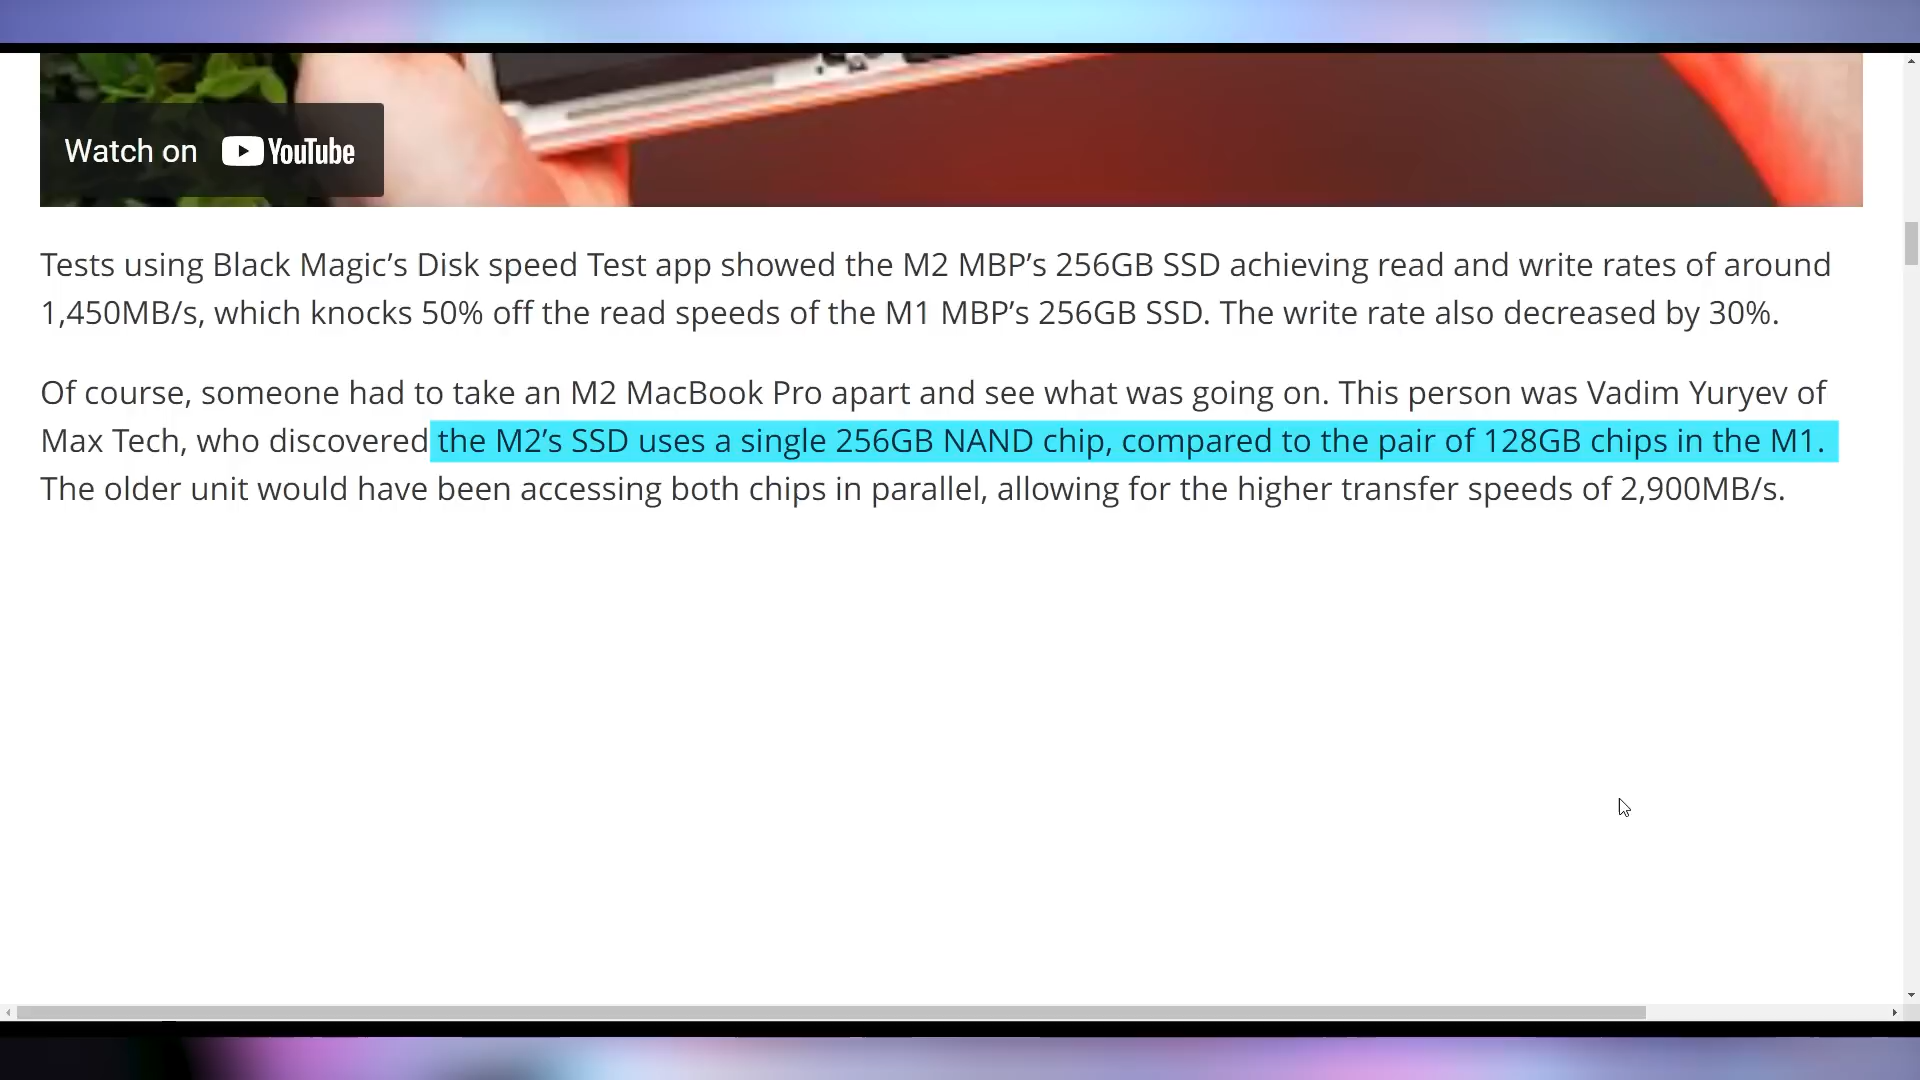 Watch on YouTube
Tests using Black Magic’s Disk speed Test app showed the M2 MBP’s 256GB SSD achieving read and write rates of around
1,450MB/s, which knocks 50% off the read speeds of the M1 MBP’s 256GB SSD. The write rate also decreased by 30%.
Of course, someone had to take an M2 MacBook Pro apart and see what was going on. This person was Vadim Yuryev of
Max Tech, who discovered the M2’s SSD uses a single 256GB NAND chip, compared to the pair of 128GB chips in the M1.
The older unit would have been accessing both chips in parallel, allowing for the higher transfer speeds of 2,900MB/s.